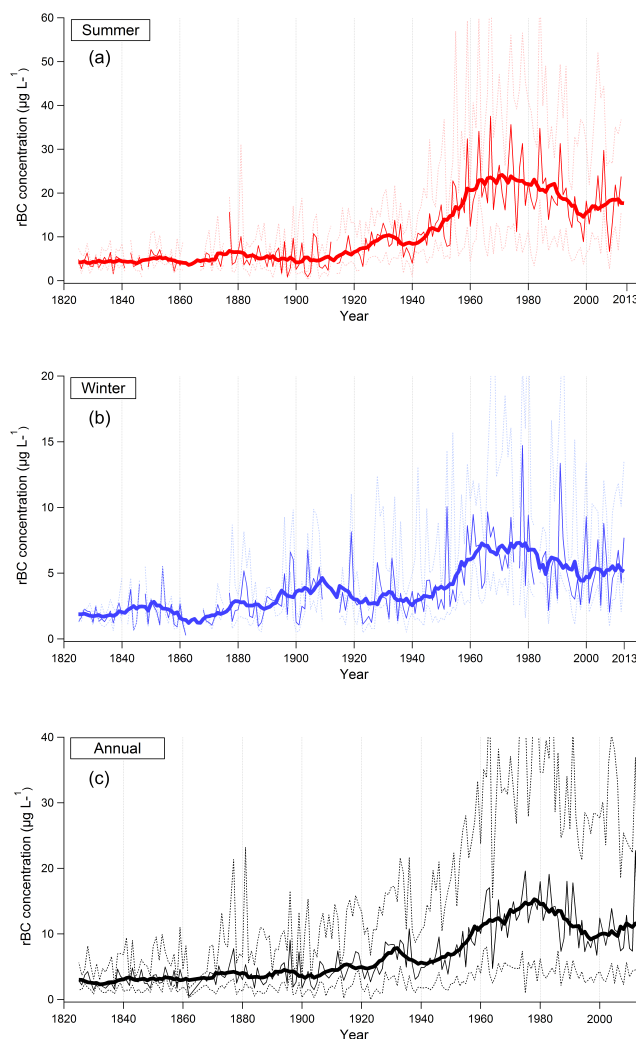 Summer
(a)
rBC concentration (µg L-¹)
60
50
40
30
20
10
0
1820 1840 1860 1880 1900 1920 1940 1960 1980 2000 2013
Year
Winter
(b)
rBC concentration (µg L-¹)
20
15
10
5
0
1820 1840 1860 1880 1900 1920 1940 1960 1980 2000 2013
Year
Annual
(c)
rBC concentration (µg L-¹)
40
30
20
10
0
1820 1840 1860 1880 1900 1920 1940 1960 1980 2000
Year